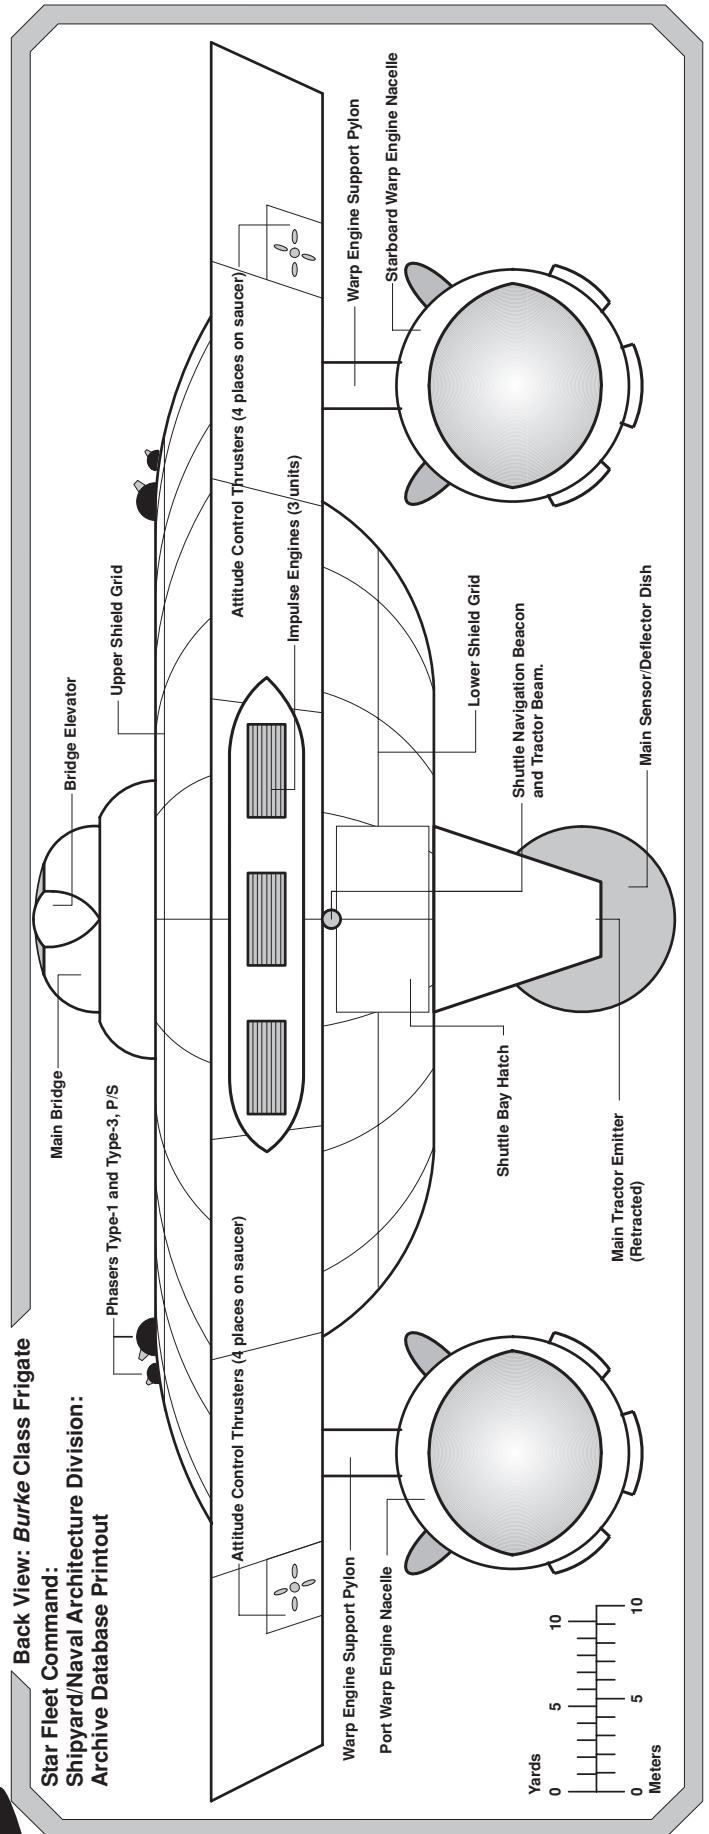 Back View: Burke Class Frigate
Star Fleet Command:
Shipyard/Naval Architecture Division:
Archive Database Printout
Phasers Type-1 and Type-3, P/S
Main Bridge
Bridge Elevator
Upper Shield Grid
Attitude Control Thrusters (4 places on saucer)
Attitude Control Thrusters (4 places on saucer)
Impulse Engines (3 units)
Warp Engine Support Pylon
Starboard Warp Engine Nacelle
Warp Engine Support Pylon
Port Warp Engine Nacelle
Lower Shield Grid
Shuttle Navigation Beacon
and Tractor Beam.
Shuttle Bay Hatch
Main Sensor/Deflector Dish
Main Tractor Emitter
(Retracted)
Yards
0 5 10
0 5 10
Meters